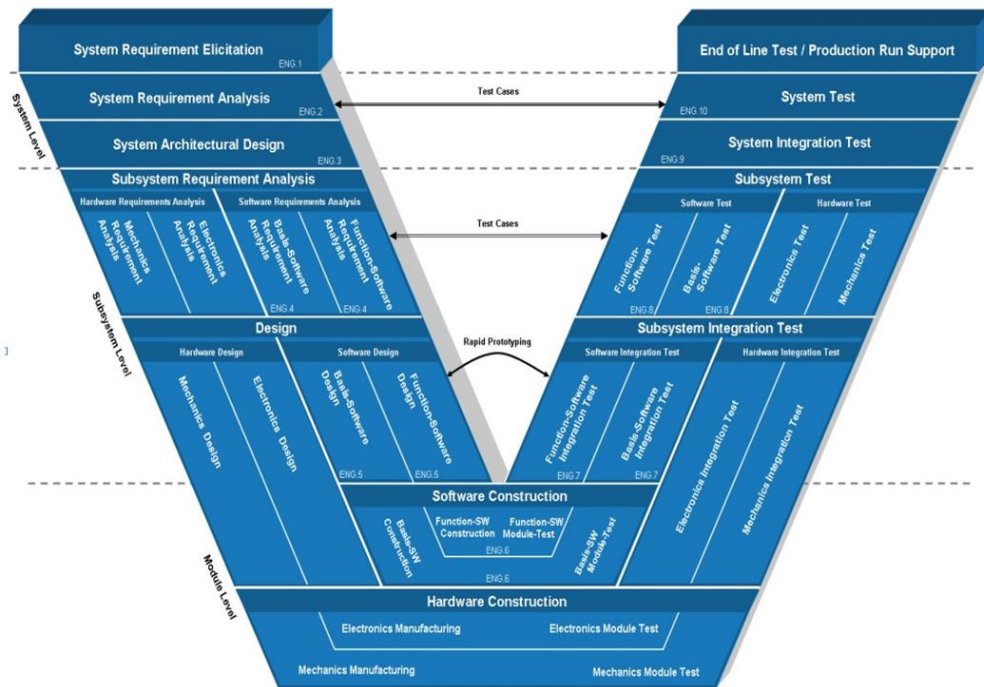 System Requirement Elicitation
ENG.1
End of Line Test / Production Run Support
System Level
System Requirement Analysis
ENG.2
Test Cases
System Test
ENG.10
System Architectural Design
ENG.3
System Integration Test
ENG.9
Subsystem Level
Subsystem Requirement Analysis
Hardware Requirements Analysis
Software Requirements Analysis
Mechanics
Requirement
Analysis
Electronics
Requirement
Analysis
Basis-Software
Requirement
Analysis
ENG.4
Function-Software
Requirement
Analysis
ENG.4
Test Cases
Subsystem Test
Software Test
Hardware Test
Function-
Software Test
ENG.8
Basis-
Software Test
ENG.8
Electronics Test
Mechanics Test
Design
Hardware Design
Software Design
Mechanics Design
Electronics Design
Basis-Software
Design
ENG.5
Function-Software
Design
ENG.5
Rapid Prototyping
Subsystem Integration Test
Software Integration Test
Hardware Integration Test
Function-Software
Integration Test
ENG.7
Basis-Software
Integration Test
ENG.7
Electronics Integration Test
Mechanics Integration Test
Module Level
Software Construction
Basis-SW
Construction
Function-SW
Construction
Function-SW
Module-Test
ENG.6
Basis-SW
Module-Test
ENG.6
Hardware Construction
Electronics Manufacturing
Electronics Module Test
Mechanics Manufacturing
Mechanics Module Test